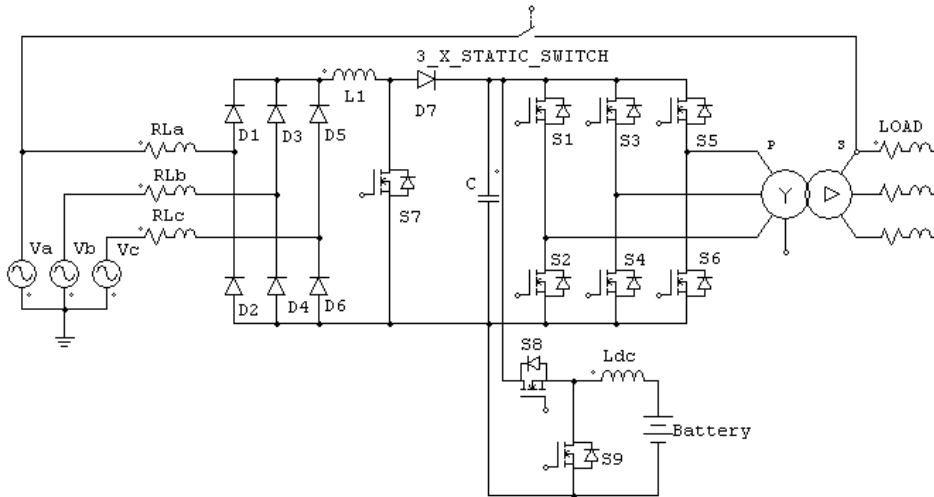 3_X_STATIC_SWITCH
L1
D7
D1
D3
D5
S1
S3
S5
P
S
LOAD
RLa
RLb
RLc
S7
C
Va
Vb
Vc
D2
D4
D6
S2
S4
S6
Y
S8
Ldc
Battery
S9